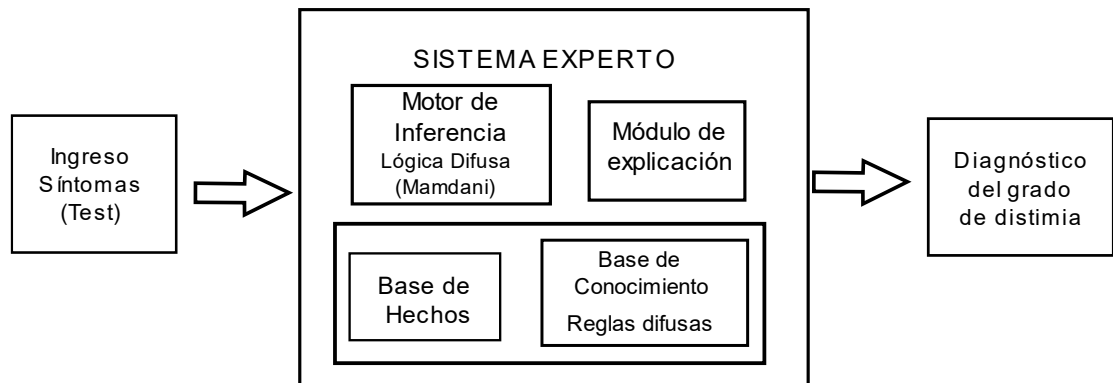 SISTEMA EXPERTO
Ingreso
Síntomas
(Test)
Motor de
Inferencia
Lógica Difusa
(Mamdani)
Módulo de
explicación
Base de
Hechos
Base de
Conocimiento
Reglas difusas
Diagnóstico
del grado
de distimia